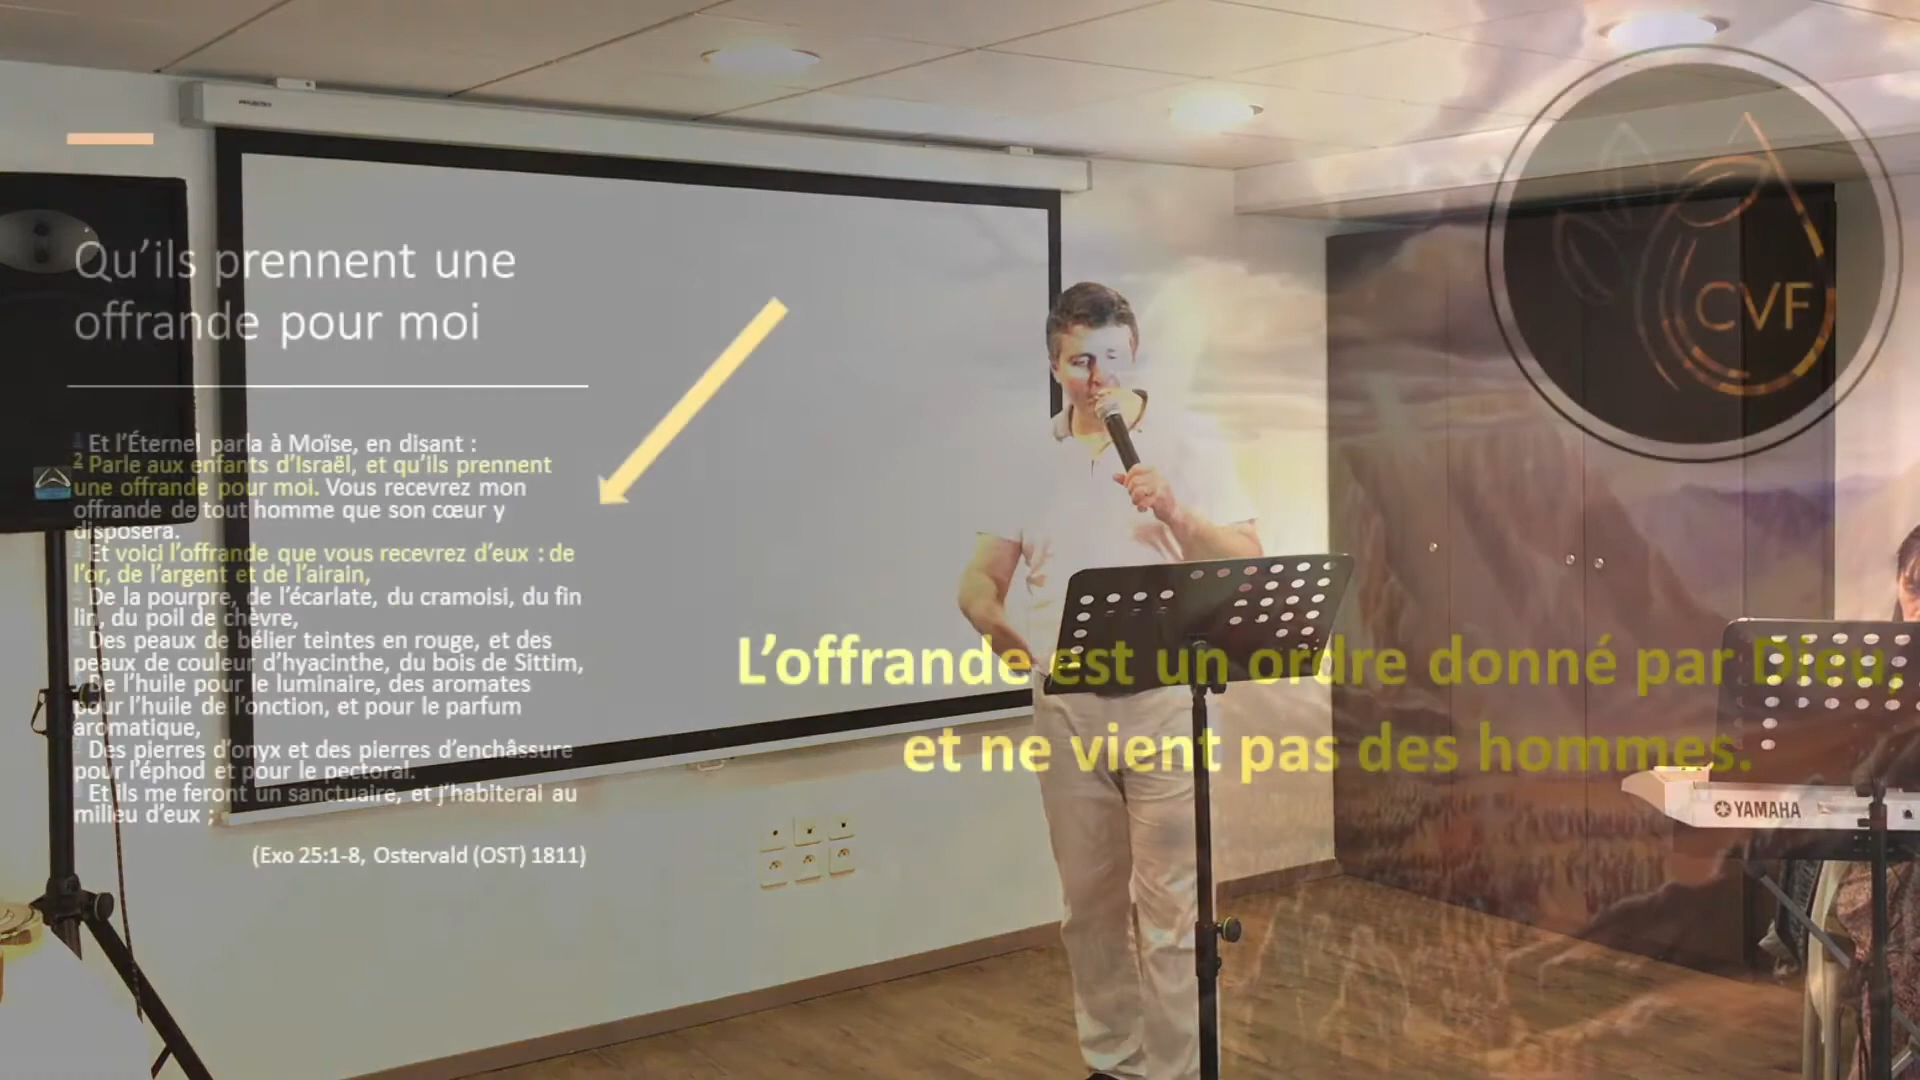 CVF
Qu’ils prennent une
offrande pour moi
Et l’Éternel parla à Moïse, en disant :
2 Parle aux enfants d’Israël, et qu’ils prennent
une offrande pour moi. Vous recevrez mon
offrande de tout homme que son cœur y
disposera.
Et voici l’offrande que vous recevrez d’eux : de
l’or, de l’argent et de l’airain,
De la pourpre, de l’écarlate, du cramoisi, du fin
lin, du poil de chèvre,
Des peaux de bélier teintes en rouge, et des
peaux de couleur d’hyacinthe, du bois de Sittim,
De l’huile pour le luminaire, des aromates
pour l’huile de l’onction, et pour le parfum
aromatique,
Des pierres d’onyx et des pierres d’enchâssure
pour l’éphod et pour le pectoral.
Et ils me feront un sanctuaire, et j’habiterai au
milieu d’eux ;
(Exo 25:1-8, Ostervald (OST) 1811)
L’offrande est un ordre donné par Dieu,
et ne vient pas des hommes.
YAMAHA